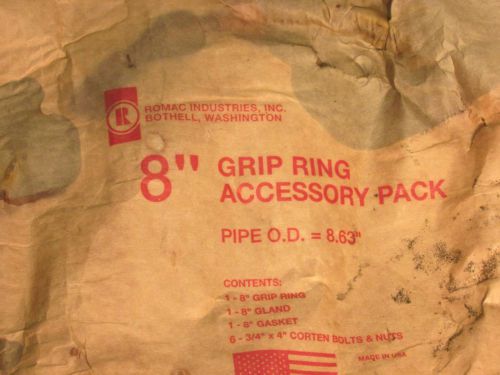 R
ROMAC INDUSTRIES, INC.
BOTHELL, WASHINGTON
8" GRIP RING
ACCESSORY PACK
PIPE O.D. = 8.63"
CONTENTS:
1 - 8" GRIP RING
1 - 8" GLAND
1 - 8" GASKET
6 - 3/4" x 4" CORTEN BOLTS & NUTS
MADE IN USA